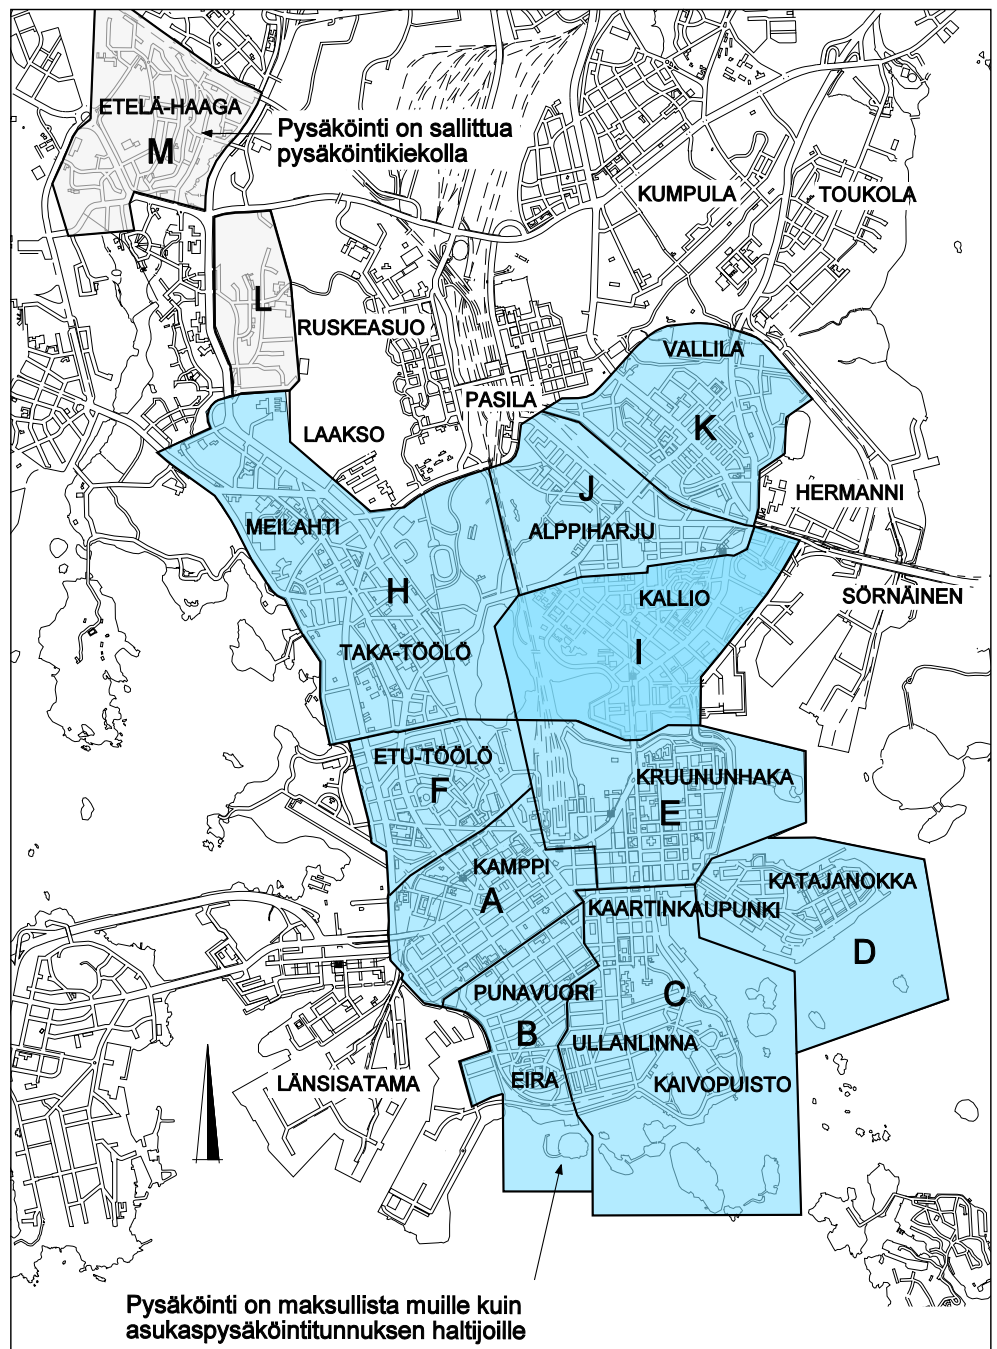 ETELÄ-HAAGA
M
Pysäköinti on sallittua
pysäköintikiekolla
KUMPULA
TOUKOLA
L
RUSKEASUO
VALLILA
PASILA
K
LAAKSO
J
HERMANNI
MEILAHTI
ALPPIHARJU
H
KALLIO
SÖRNÄINEN
I
TAKA-TÖÖLÖ
ETU-TÖÖLÖ
F
KRUUNUNHAKA
E
KAMPPI
A
KATAJANOKKA
KAARTINKAUPUNKI
D
PUNAVUORI
C
B
ULLANLINNA
EIRA
KAIVOPUISTO
LÄNSISATAMA
Pysäköinti on maksullista muille kuin
asukaspysäköintitunnuksen haltijoille